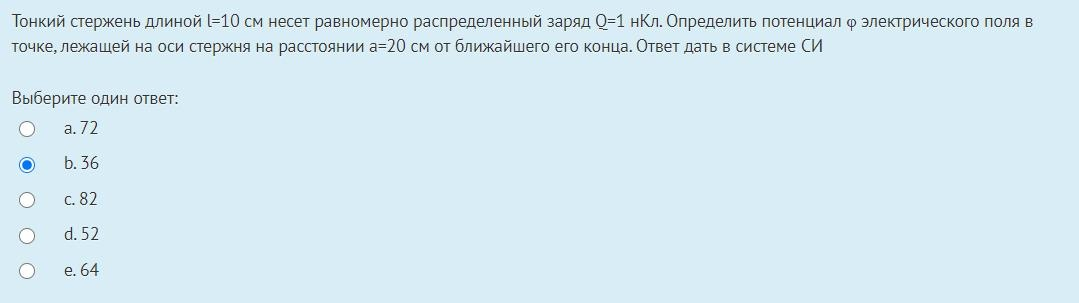 Тонкий стержень длиной l=10 см несет равномерно распределенный заряд Q=1 нКл. Определить потенциал φ электрического поля в
точке, лежащей на оси стержня на расстоянии a=20 см от ближайшего его конца. Ответ дать в системе СИ
Выберите один ответ:
a. 72
b. 36
c. 82
d. 52
e. 64